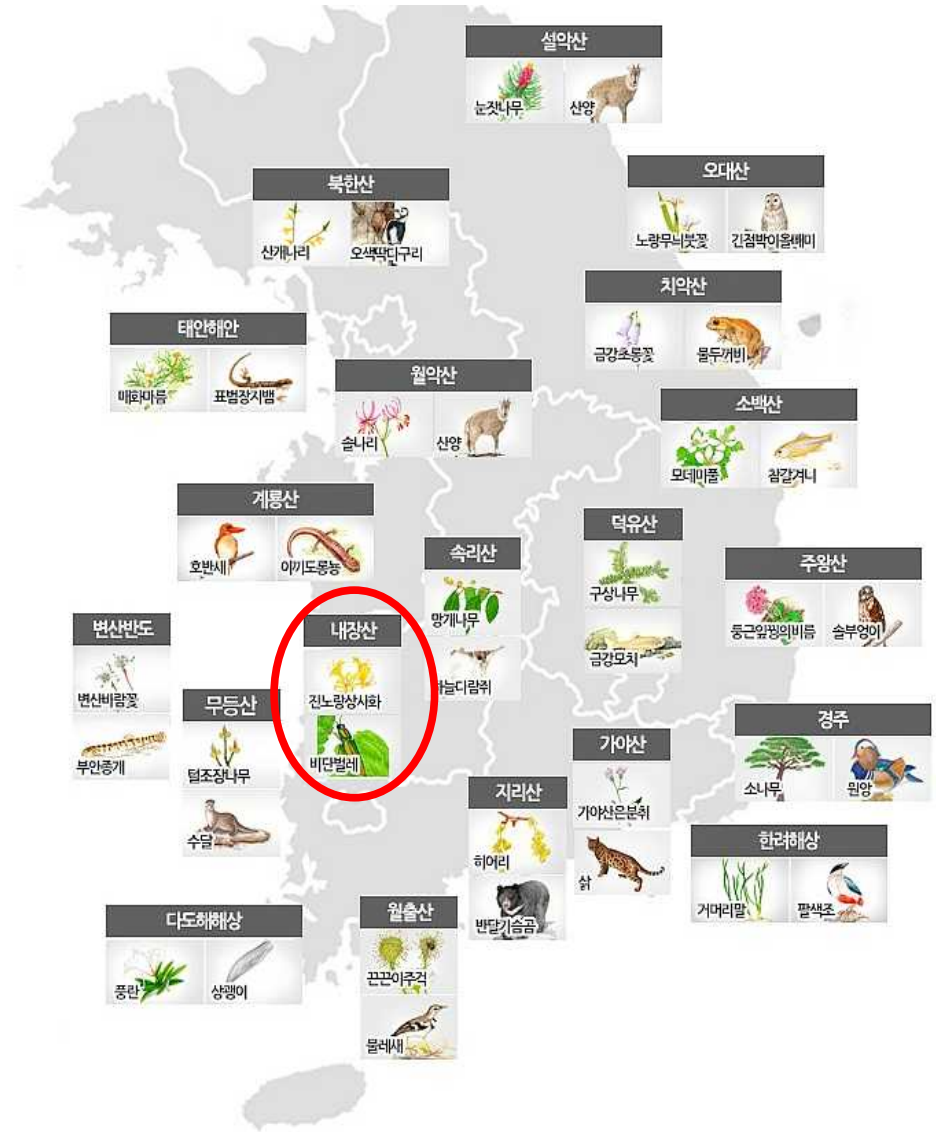 설악산
눈잣나무 산양
오대산
노랑무늬붓꽃 긴점박이올빼미
북한산
산개나리 오색딱다구리
치악산
금강초롱꽃 물두꺼비
태안해안
매화마름 표범장지뱀
월악산
솔나리 산양
소백산
모데미풀 참갈겨니
계룡산
호반새 이끼도롱뇽
덕유산
구상나무
금강모치
속리산
망개나무
하늘다람쥐
주왕산
둥근잎꿩의비름 솔부엉이
변산반도
변산바람꽃
부안종개
내장산
진노랑상사화
비단벌레
무등산
털조장나무
수달
경주
소나무 원앙
가야산
가야산은분취
삵
지리산
히어리
반달가슴곰
한려해상
거머리말 팔색조
다도해해상
풍란 상괭이
월출산
끈끈이주걱
물레새